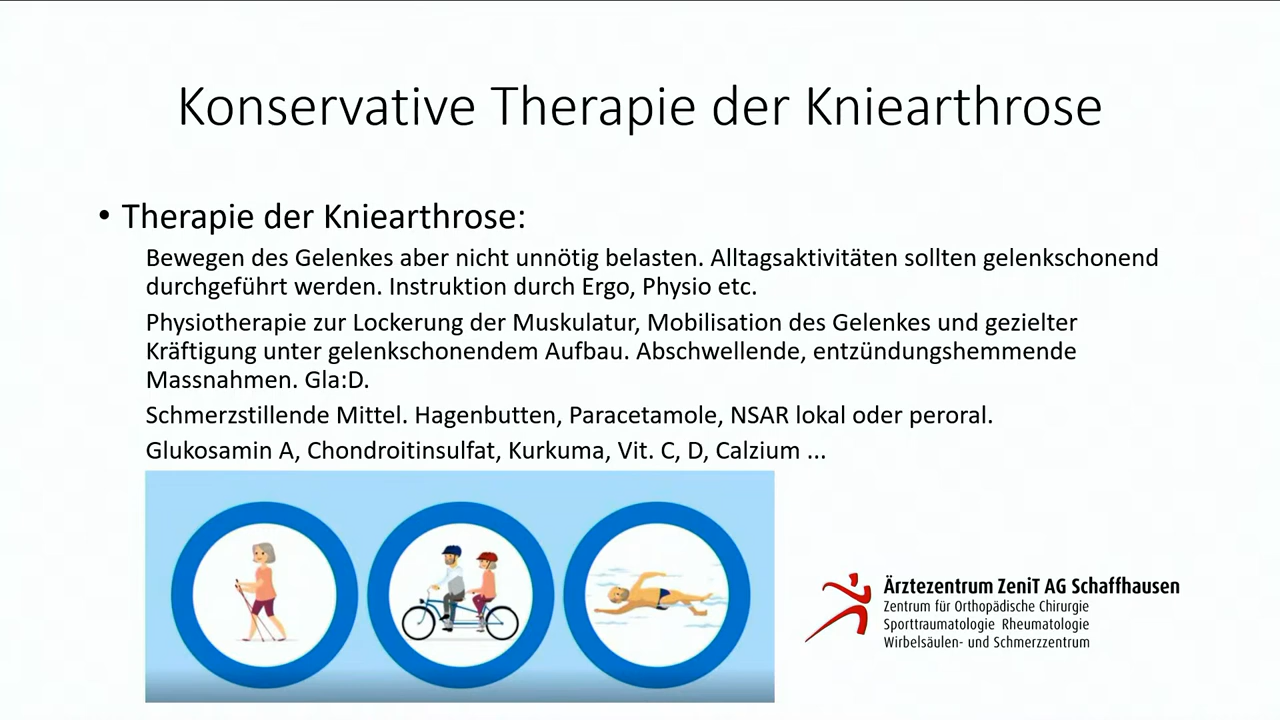 Konservative Therapie der Kniearthrose
• Therapie der Kniearthrose:
Bewegen des Gelenkes aber nicht unnötig belasten. Alltagsaktivitäten sollten gelenkschonend
durchgeführt werden. Instruktion durch Ergo, Physio etc.
Physiotherapie zur Lockerung der Muskulatur, Mobilisation des Gelenkes und gezielter
Kräftigung unter gelenkschonendem Aufbau. Abschwellende, entzündungshemmende
Massnahmen. Gla:D.
Schmerzstillende Mittel. Hagenbutten, Paracetamole, NSAR lokal oder peroral.
Glukosamin A, Chondroitinsulfat, Kurkuma, Vit. C, D, Calzium ...
Ärztezentrum ZeniT AG Schaffhausen
Zentrum für Orthopädische Chirurgie
Sporttraumatologie Rheumatologie
Wirbelsäulen- und Schmerzzentrum